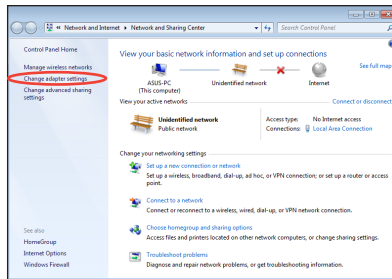 « Network and Internet ▸ Network and Sharing Center
Search Control Panel
Control Panel Home
Manage wireless networks
Change adapter settings
Change advanced sharing
settings
View your basic network information and set up connections
See full map
ASUS-PC
(This computer)
Unidentified network
Internet
View your active networks
Connect or disconnect
Unidentified network
Public network
Access type: No Internet access
Connections: Local Area Connection
Change your networking settings
Set up a new connection or network
Set up a wireless, broadband, dial-up, ad hoc, or VPN connection; or set up a router or access
point.
Connect to a network
Connect or reconnect to a wireless, wired, dial-up, or VPN network connection.
Choose homegroup and sharing options
Access files and printers located on other network computers, or change sharing settings.
Troubleshoot problems
Diagnose and repair network problems, or get troubleshooting information.
See also
HomeGroup
Internet Options
Windows Firewall